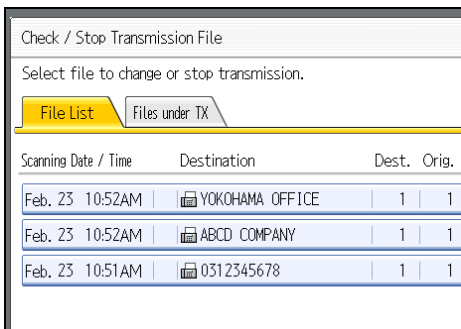 Check / Stop Transmission File
Select file to change or stop transmission.
File List Files under TX
Scanning Date / Time Destination Dest. Orig.
Feb. 23 10:52AM YOKOHAMA OFFICE 1 1
Feb. 23 10:52AM ABCD COMPANY 1 1
Feb. 23 10:51AM 0312345678 1 1